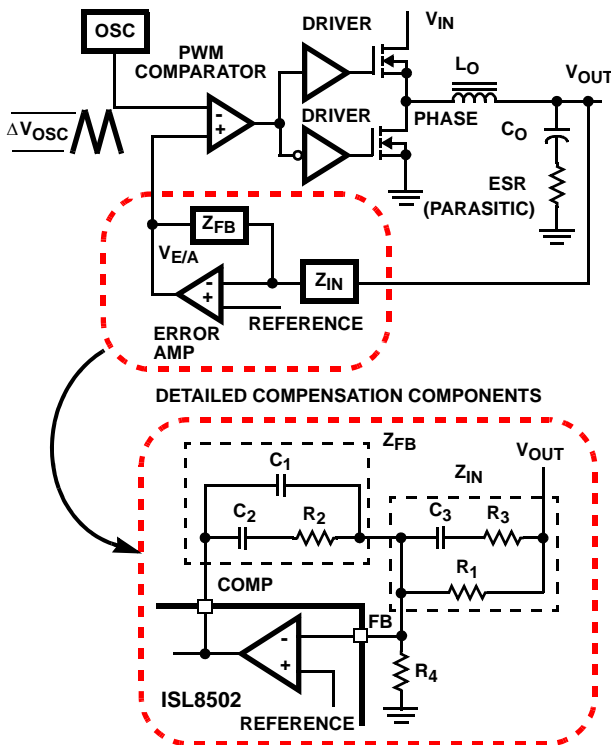 OSC
PWM
COMPARATOR
DRIVER
VIN
LO
VOUT
ΔVOSC
-
+
DRIVER
PHASE
CO
ESR
(PARASITIC)
ZFB
VE/A
ZIN
-
+
REFERENCE
ERROR
AMP
DETAILED COMPENSATION COMPONENTS
ZFB
VOUT
C1
ZIN
C2
R2
C3
R3
R1
COMP
FB
-
+
R4
ISL8502
REFERENCE